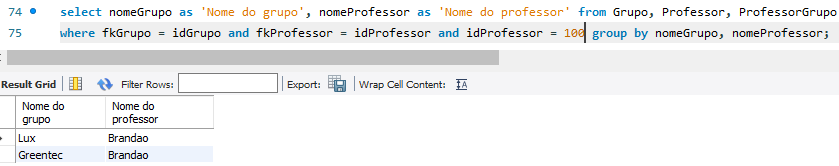 74 select nomeGrupo as 'Nome do grupo', nomeProfessor as 'Nome do professor' from Grupo, Professor, ProfessorGrupo
75 where fkGrupo = idGrupo and fkProfessor = idProfessor and idProfessor = 100 group by nomeGrupo, nomeProfessor;
Result Grid Filter Rows: Export: Wrap Cell Content: IA
Nome do grupo Nome do professor
Lux Brandao
Greentec Brandao